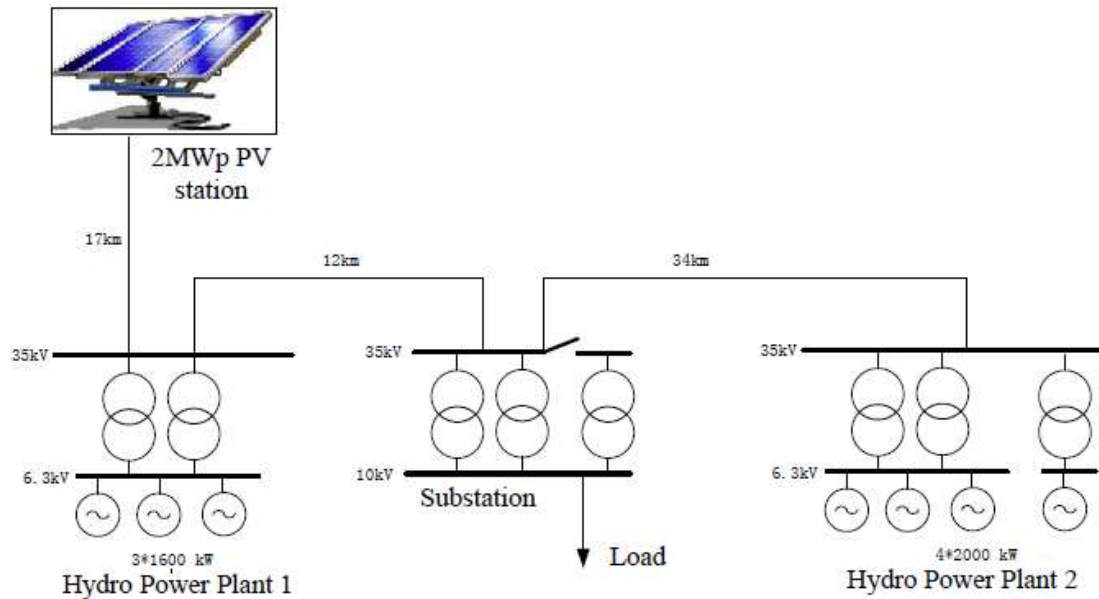 2MWp PV
station
17km
12km
34km
35kV
35kV
35kV
6.3kV
10kV
6.3kV
Substation
Load
3*1600 kW
Hydro Power Plant 1
4*2000 kW
Hydro Power Plant 2